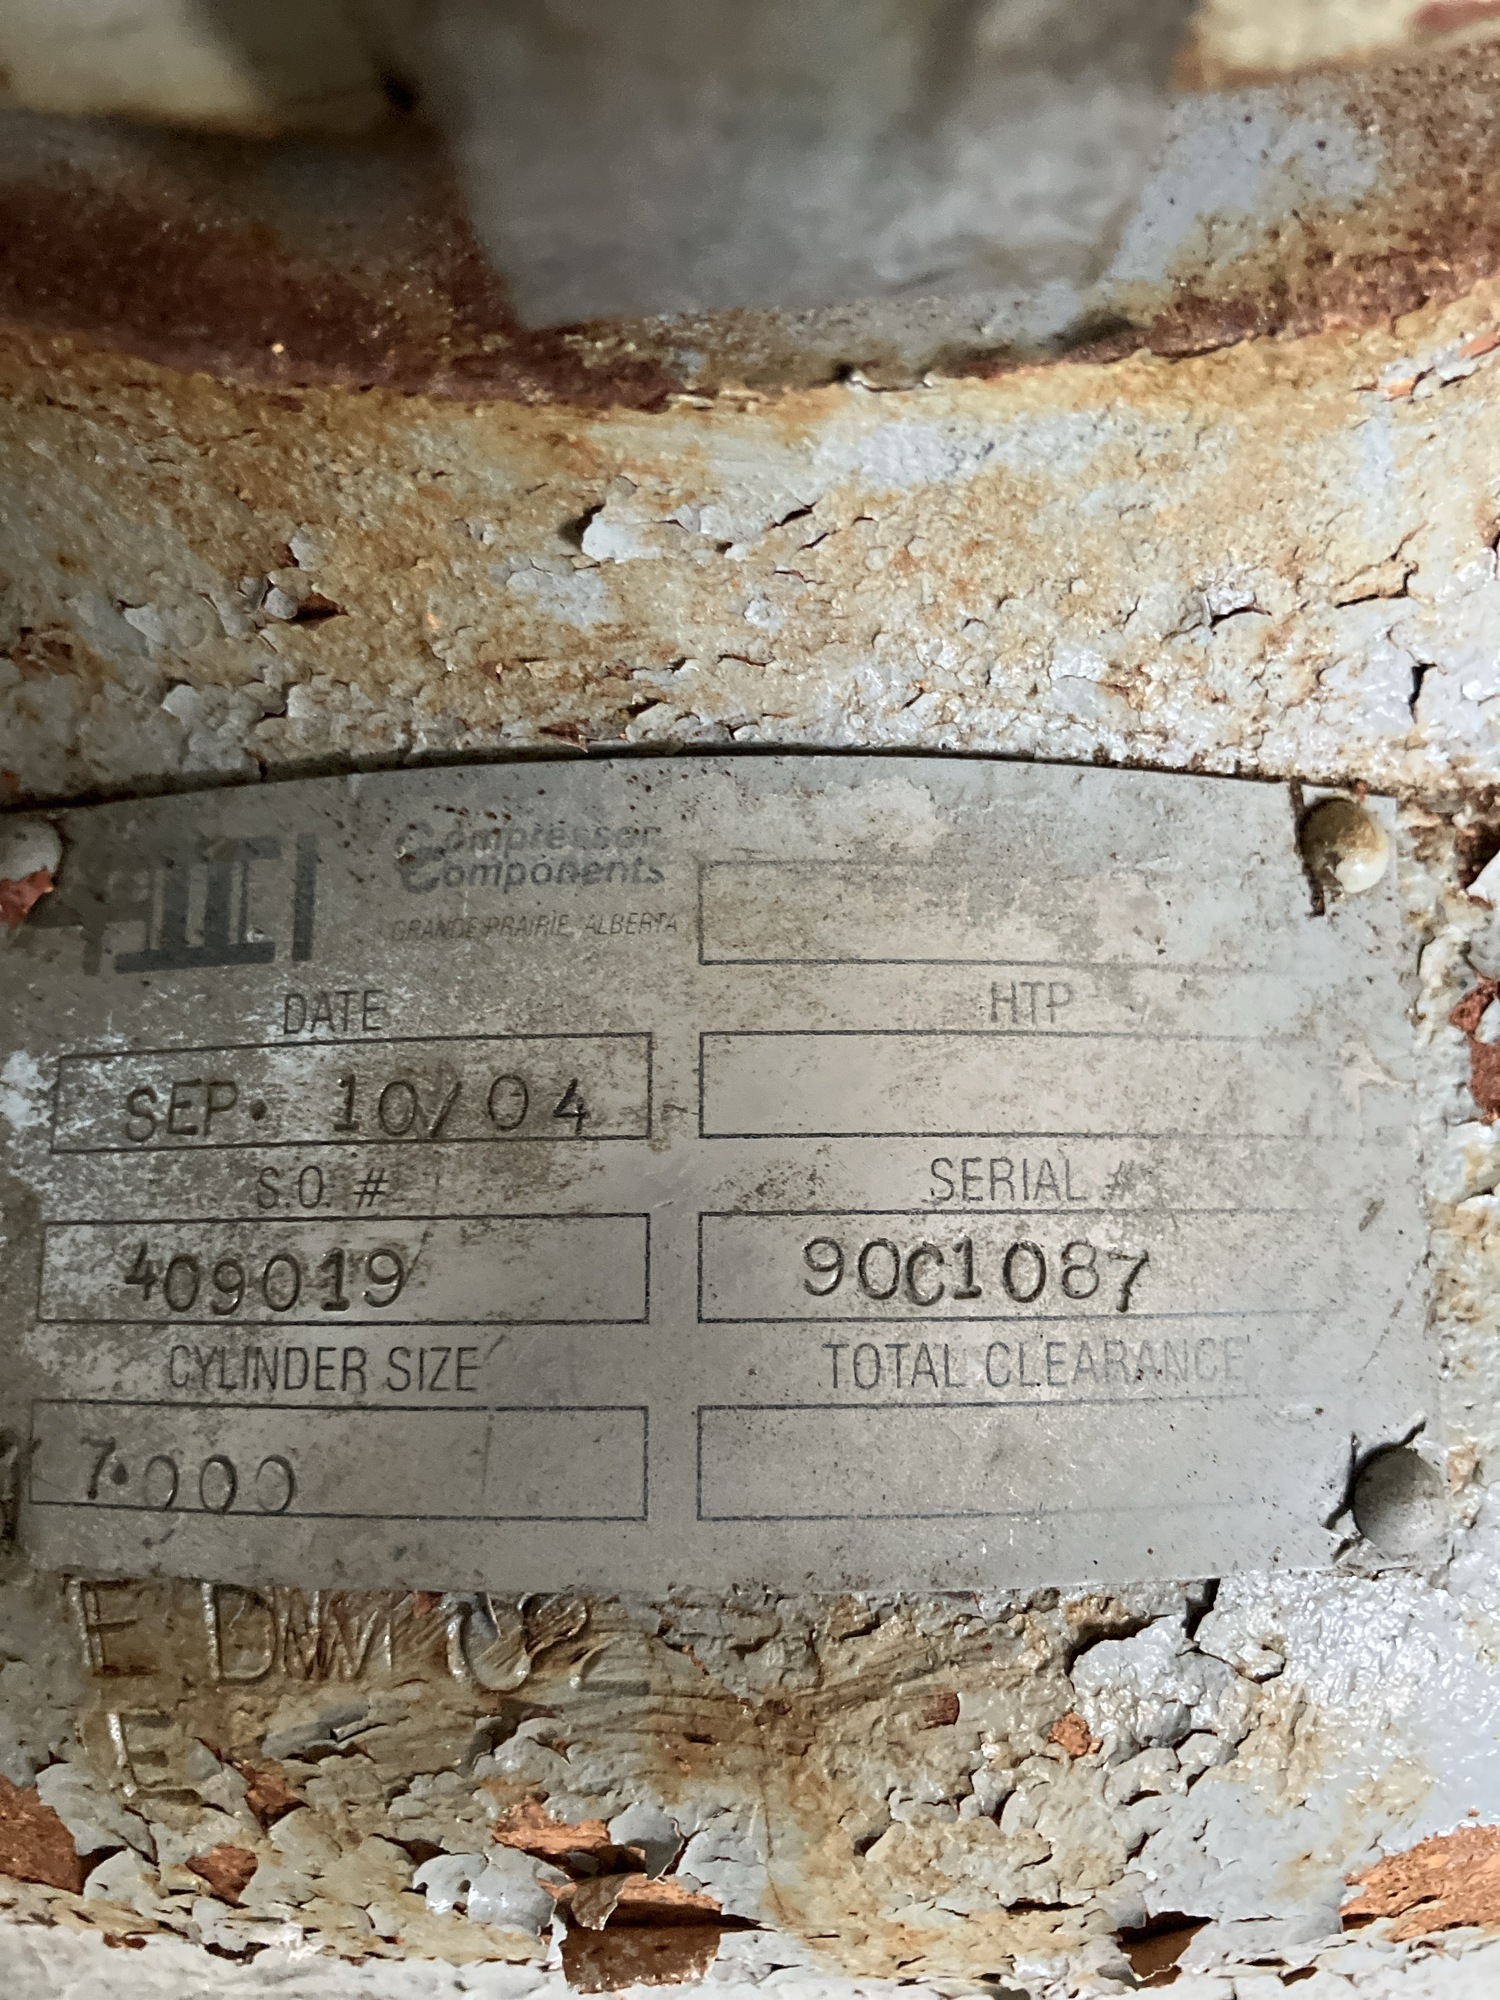 Compressor
Components
GRANDE PRAIRIE, ALBERTA
DATE
HTP
SEP. 10/04
S.O. #
SERIAL #
409019
90C1087
CYLINDER SIZE
TOTAL CLEARANCE
7.000
E